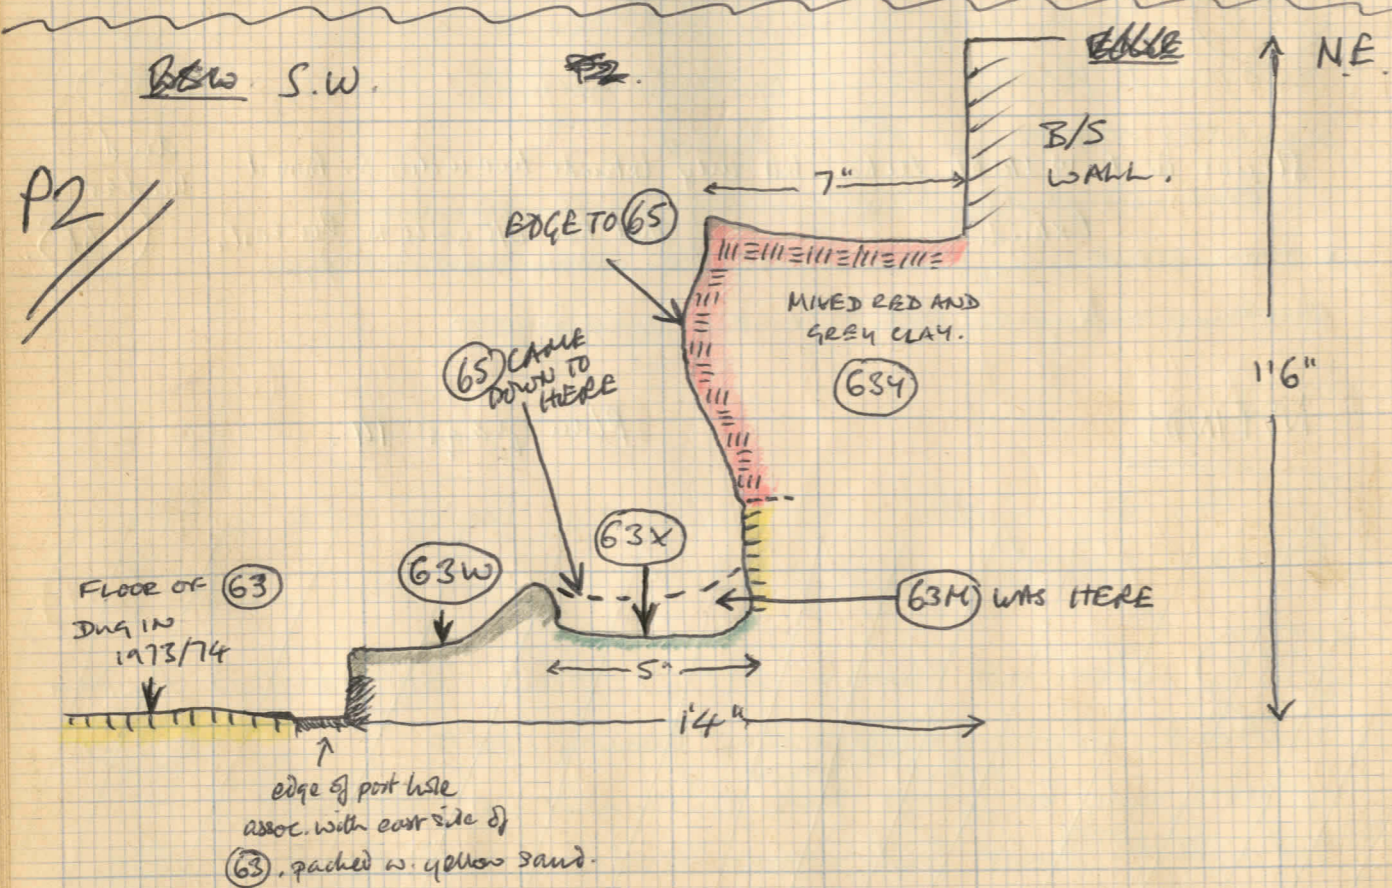 S.W.
N.E.
P2
B/S
WALL.
7"
EDGE TO 65
MIXED RED AND
GREY CLAY.
63Y
65 CAME
DOWN TO
HERE
1'6"
63X
63W
FLOOR OF 63
DUG IN
1973/74
63M WAS HERE
5"
1'4"
edge of post hole
assoc. with east side of
63. packed w. yellow sand.